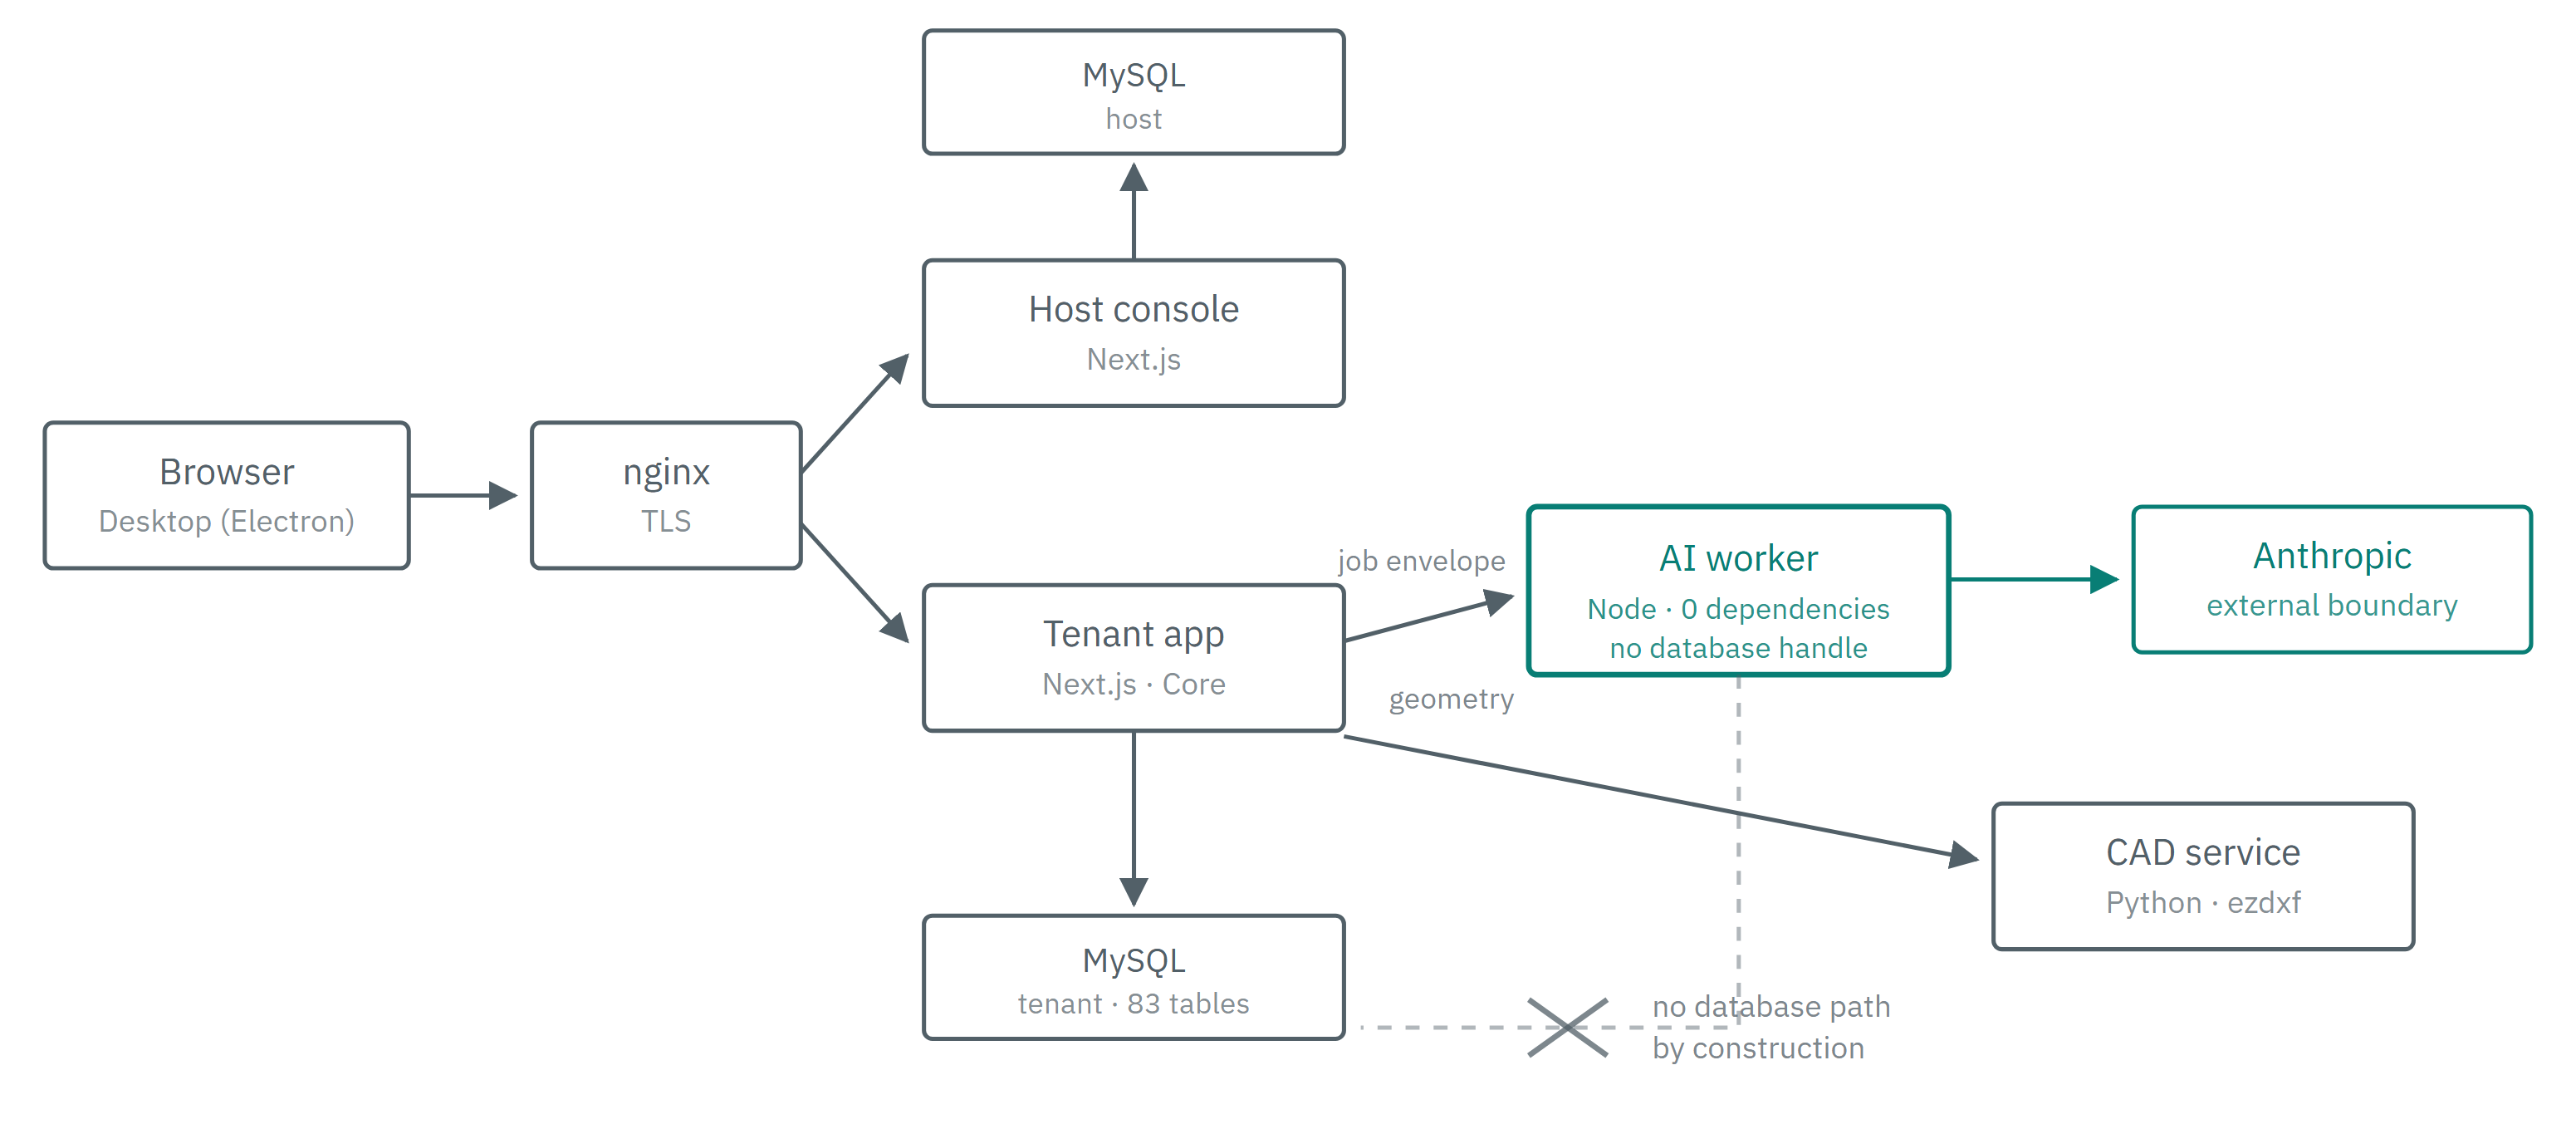 MySQL
host
Host console
Next.js
Browser
Desktop (Electron)
nginx
TLS
job envelope
AI worker
Node · 0 dependencies
no database handle
Anthropic
external boundary
Tenant app
Next.js · Core
geometry
CAD service
Python · ezdxf
MySQL
tenant · 83 tables
no database path
by construction